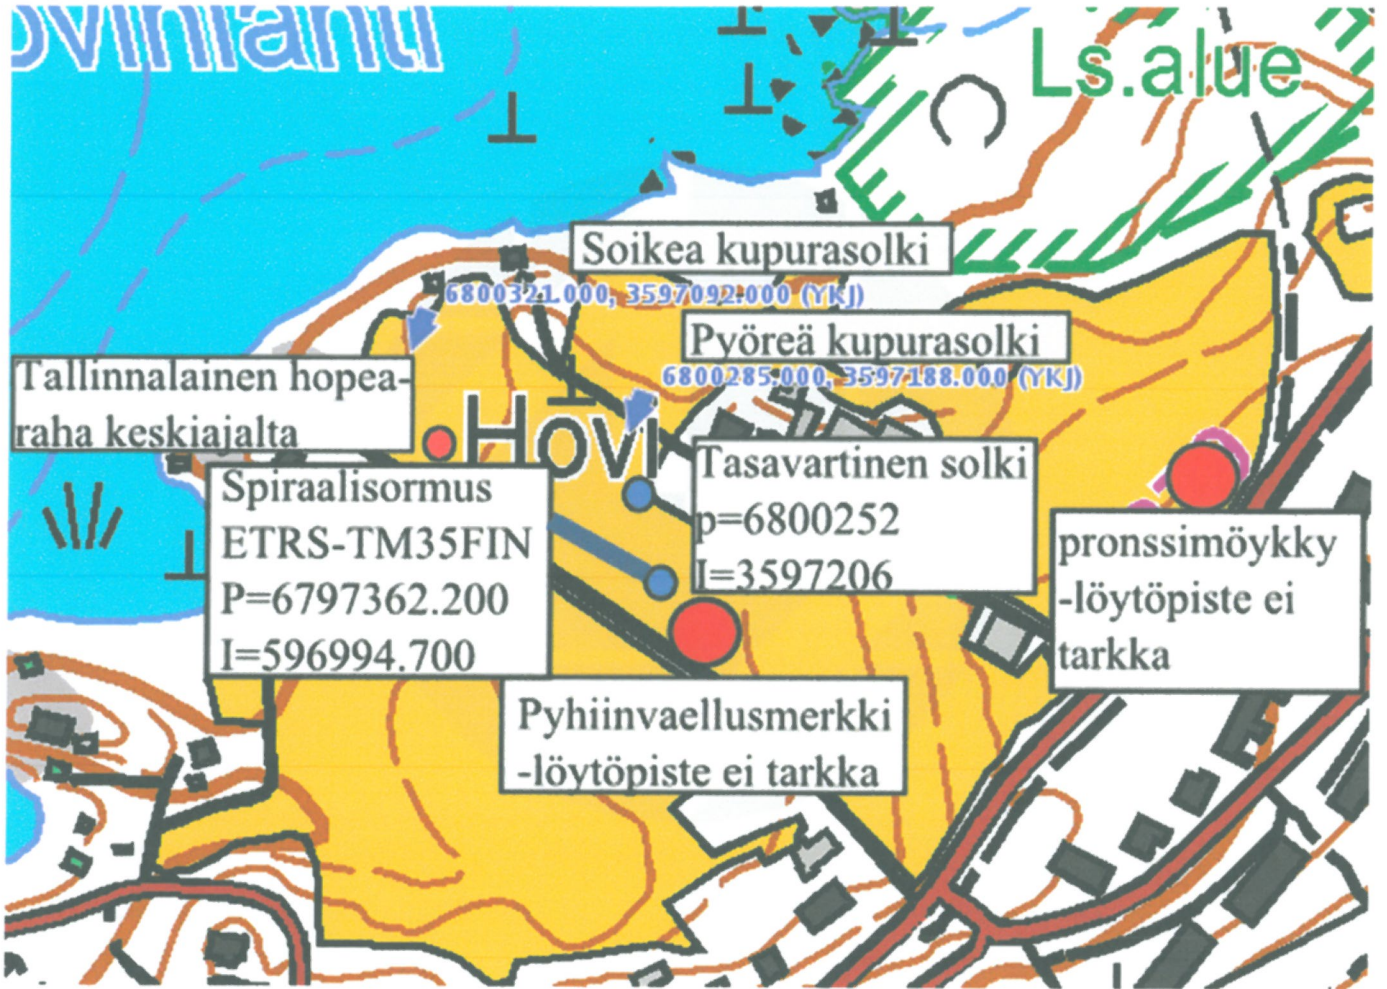 Ls.alue
Soikea kupurasolki
6800321.000, 3597092.000 (YKJ)
Pyöreä kupurasolki
6800285.000, 3597188.000 (YKJ)
Tallinnalainen hopea-
raha keskiajalta
Hovi
Spiraalisormus
ETRS-TM35FIN
P=6797362.200
I=596994.700
Tasavartinen solki
p=6800252
I=3597206
pronssimöykky
-löytöpiste ei
tarkka
Pyhiinvaellusmerkki
-löytöpiste ei tarkka